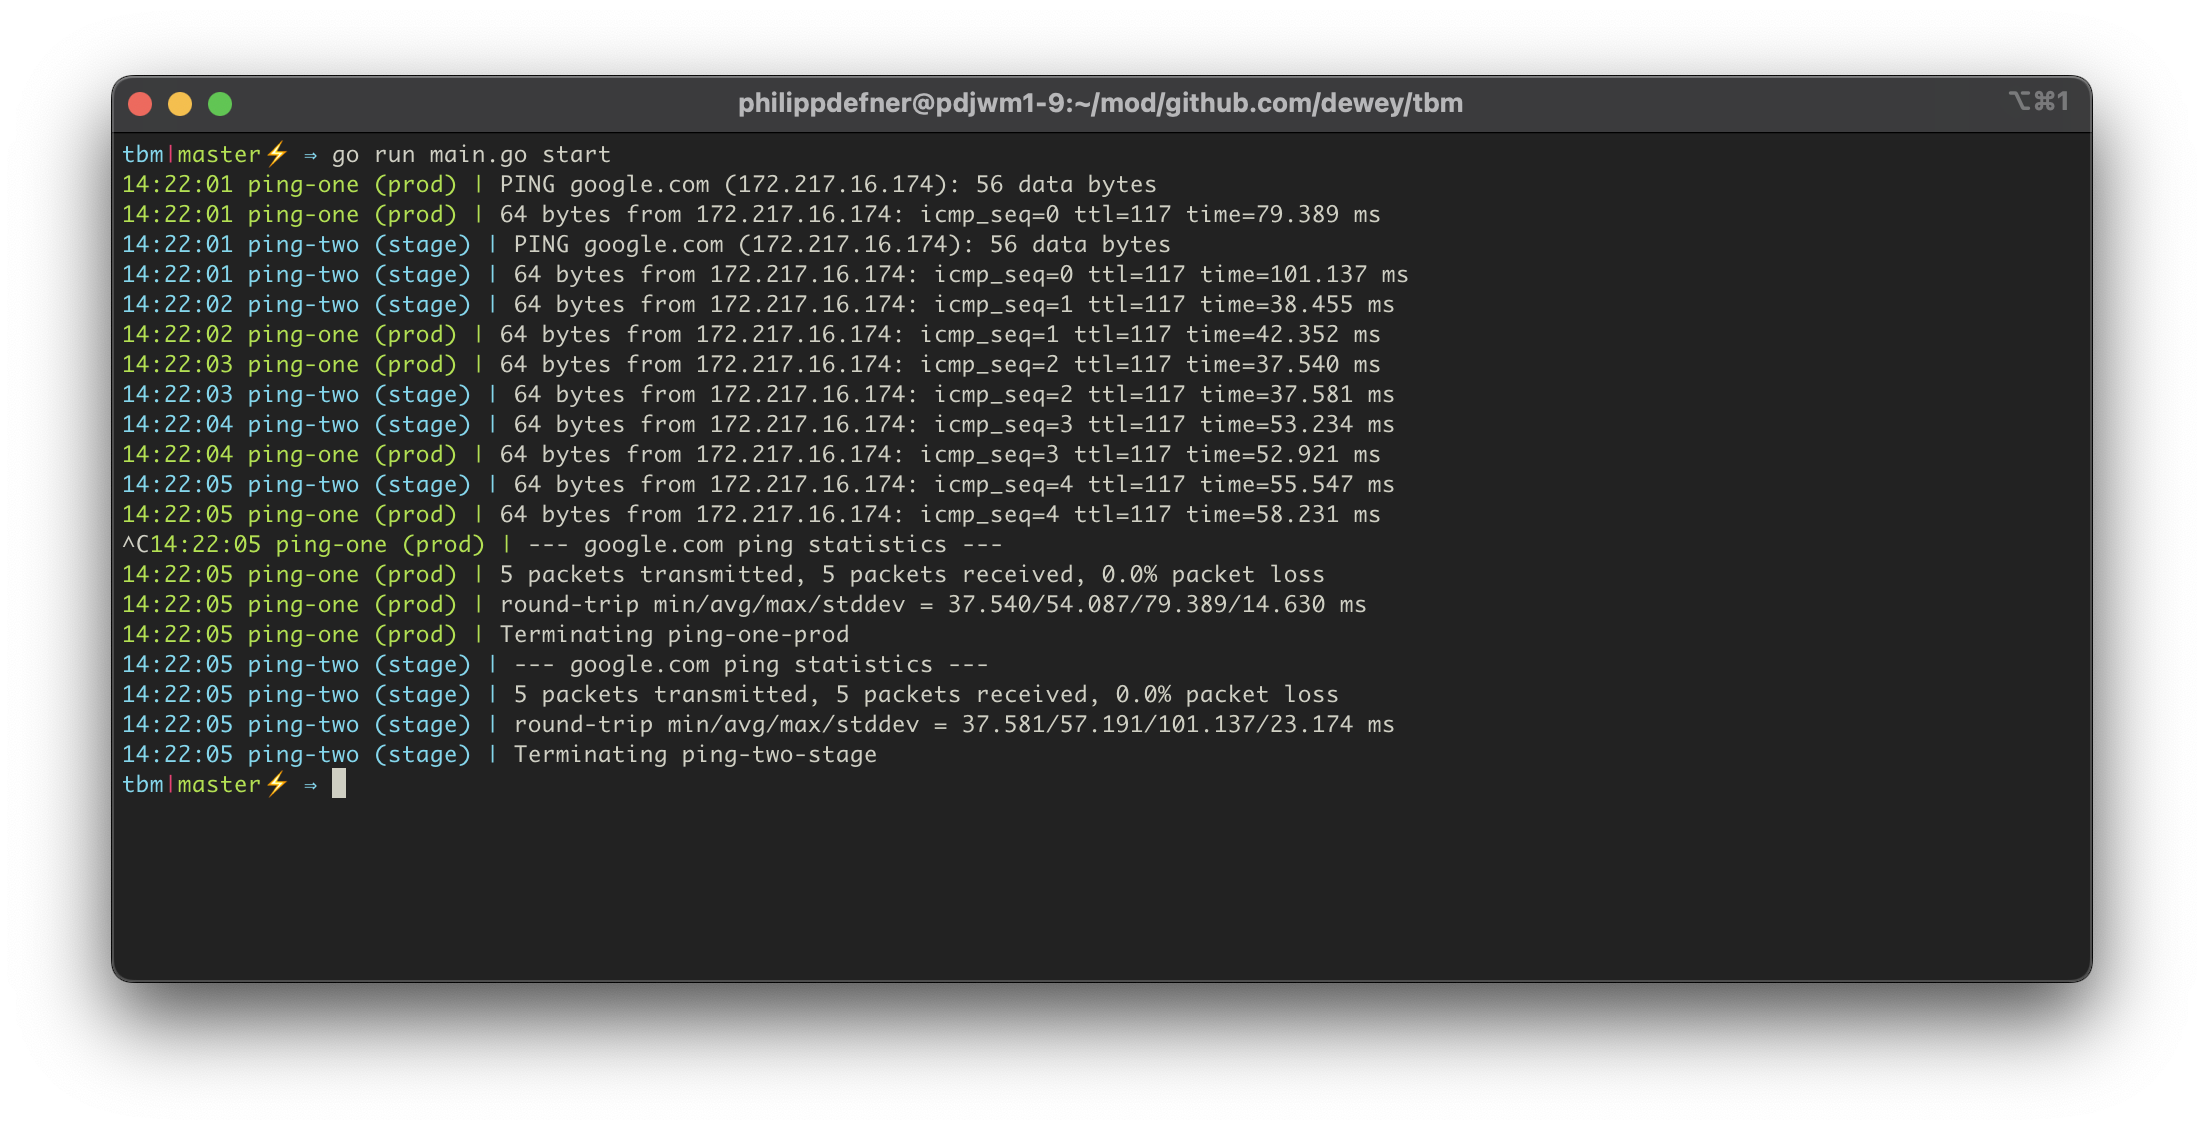 philippdefner@pdjwm1-9:~/mod/github.com/dewey/tbm ⌥⌘1
tbm|master⚡ ⇒ go run main.go start
14:22:01 ping-one (prod) | PING google.com (172.217.16.174): 56 data bytes
14:22:01 ping-one (prod) | 64 bytes from 172.217.16.174: icmp_seq=0 ttl=117 time=79.389 ms
14:22:01 ping-two (stage) | PING google.com (172.217.16.174): 56 data bytes
14:22:01 ping-two (stage) | 64 bytes from 172.217.16.174: icmp_seq=0 ttl=117 time=101.137 ms
14:22:02 ping-two (stage) | 64 bytes from 172.217.16.174: icmp_seq=1 ttl=117 time=38.455 ms
14:22:02 ping-one (prod) | 64 bytes from 172.217.16.174: icmp_seq=1 ttl=117 time=42.352 ms
14:22:03 ping-one (prod) | 64 bytes from 172.217.16.174: icmp_seq=2 ttl=117 time=37.540 ms
14:22:03 ping-two (stage) | 64 bytes from 172.217.16.174: icmp_seq=2 ttl=117 time=37.581 ms
14:22:04 ping-two (stage) | 64 bytes from 172.217.16.174: icmp_seq=3 ttl=117 time=53.234 ms
14:22:04 ping-one (prod) | 64 bytes from 172.217.16.174: icmp_seq=3 ttl=117 time=52.921 ms
14:22:05 ping-two (stage) | 64 bytes from 172.217.16.174: icmp_seq=4 ttl=117 time=55.547 ms
14:22:05 ping-one (prod) | 64 bytes from 172.217.16.174: icmp_seq=4 ttl=117 time=58.231 ms
^C14:22:05 ping-one (prod) | --- google.com ping statistics ---
14:22:05 ping-one (prod) | 5 packets transmitted, 5 packets received, 0.0% packet loss
14:22:05 ping-one (prod) | round-trip min/avg/max/stddev = 37.540/54.087/79.389/14.630 ms
14:22:05 ping-one (prod) | Terminating ping-one-prod
14:22:05 ping-two (stage) | --- google.com ping statistics ---
14:22:05 ping-two (stage) | 5 packets transmitted, 5 packets received, 0.0% packet loss
14:22:05 ping-two (stage) | round-trip min/avg/max/stddev = 37.581/57.191/101.137/23.174 ms
14:22:05 ping-two (stage) | Terminating ping-two-stage
tbm|master⚡ ⇒